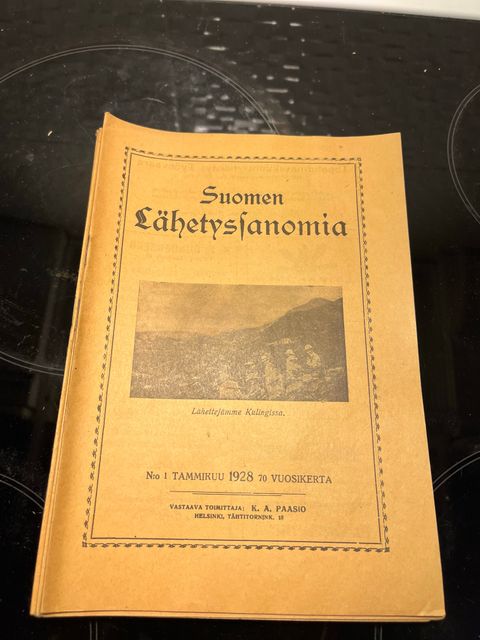 Suomen
Lähetysſanomia
Lähettejämme Kulingissa.
N:o 1 TAMMIKUU 1928 70 VUOSIKERTA
VASTAAVA TOIMITTAJA: K. A. PAASIO
HELSINKI, TÄHTITORNINK. 18